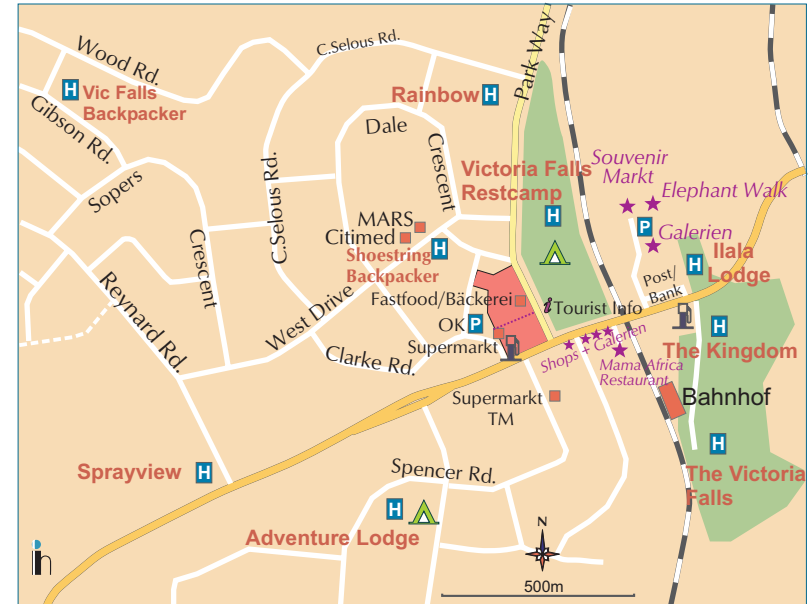 Wood Rd.
C.Selous Rd.
Park Way
H Vic Falls
Backpacker
Gibson Rd.
Rainbow H
Dale
Crescent
Victoria Falls
Restcamp
H
Souvenir
Markt
Elephant Walk
P
Galerien
Sopers
Crescent
C.Selous Rd.
MARS
Citimed
H
Shoestring
Backpacker
H Ilala
Lodge
Post/
Bank
Fastfood/Bäckerei
i Tourist Info
West Drive
OK P
Supermarkt
Reynard Rd.
Clarke Rd.
Shops + Galerien
H
The Kingdom
Mama Africa
Restaurant
Supermarkt
TM
Bahnhof
H
The Victoria
Falls
Sprayview H
Spencer Rd.
H
Adventure Lodge
N
500m
ih